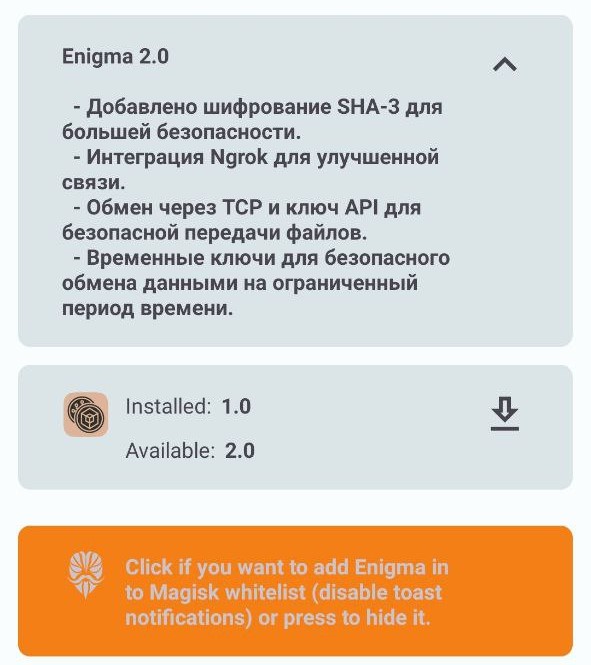 Enigma 2.0
- Добавлено шифрование SHA-3 для
большей безопасности.
- Интеграция Ngrok для улучшенной
связи.
- Обмен через TCP и ключ API для
безопасной передачи файлов.
- Временные ключи для безопасного
обмена данными на ограниченный
период времени.
Installed: 1.0
Available: 2.0
Click if you want to add Enigma in
to Magisk whitelist (disable toast
notifications) or press to hide it.